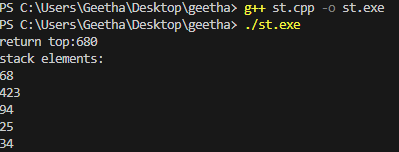 PS C:\Users\Geetha\Desktop\geetha> g++ st.cpp -o st.exe
PS C:\Users\Geetha\Desktop\geetha> ./st.exe
return top:680
stack elements:
68
423
94
25
34